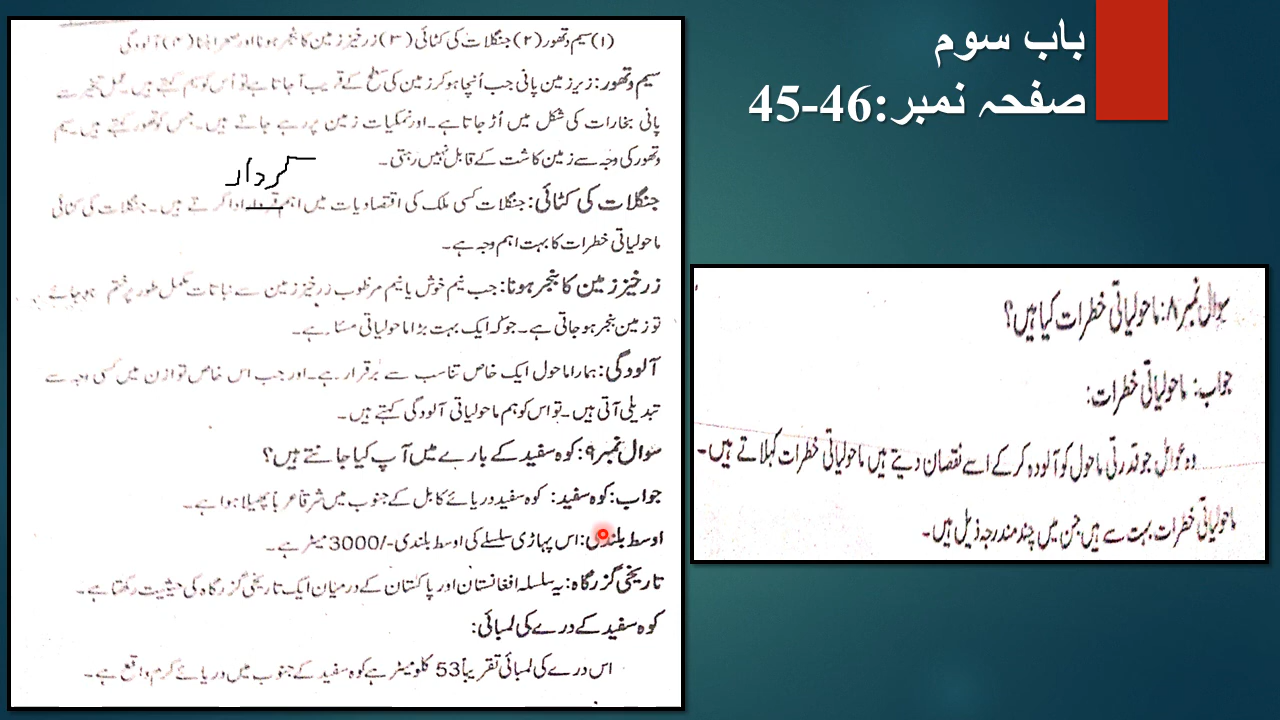 باب سوم
صفحہ نمبر:46-45
سوال نمبر ۸: ماحولیاتی خطرات کیا ہیں؟
جواب: ماحولیاتی خطرات:
وہ عوامل جو قدرتی ماحول کو آلودہ کر کے اسے نقصان دیتے ہیں ماحولیاتی خطرات کہلاتے ہیں۔
ماحولیاتی خطرات بہت سے ہیں جن میں چند مندرجہ ذیل ہیں۔
(۱) سیم وتھور (۲) جنگلات کی کٹائی (۳) زرخیز زمین کا بنجر ہونا اور صحرا بننا (۴) آلودگی
سیم وتھور: زیر زمین پانی جب اُنچا ہو کر زمین کی سطح کے قریب آ جاتا ہے تو اُس کو سیم کہتے ہیں عمل تبخیر سے
پانی بخارات کی شکل میں اُڑ جاتا ہے۔ اور نمکیات زمین پر رہے جاتے ہیں۔ جس کو تھور کہتے ہیں سیم
وتھور کی وجہ سے زمین کاشت کے قابل نہیں رہتی۔
کردار
جنگلات کی کٹائی: جنگلات کسی ملک کی اقتصادیات میں اہم ادا کرتے ہیں۔ جنگلات کی کٹائی
ماحولیاتی خطرات کا بہت اہم وجہ ہے۔
زرخیز زمین کا بنجر ہونا: جب نیم خوش یا نیم مرطوب زرخیز زمین سے نباتات مکمل طور پر ختم ہو جائے
تو زمین بنجر ہو جاتی ہے۔ جو کہ ایک بہت بڑا ماحولیاتی مسئلہ ہے۔
آلودگی: ہمارا ماحول ایک خاص تناسب سے برقرار ہے۔ اور جب اس خاص توازن میں کسی وجہ سے
تبدیلی آتی ہیں۔ تو اس کو ہم ماحولیاتی آلودگی کہتے ہیں۔
سوال نمبر ۹: کوہ سفید کے بارے میں آپ کیا جانتے ہیں؟
جواب: کوہ سفید: کوہ سفید دریائے کابل کے جنوب میں شرقاً غرباً پھیلا ہوا ہے۔
اوسط بلندی: اس پہاڑی سلسلے کی اوسط بلندی -/3000 میٹر ہے۔
تاریخی گزرگاہ: یہ سلسلہ افغانستان اور پاکستان کے درمیان ایک تاریخی گزرگاہ کی حیثیت رکھتا ہے۔
کوہ سفید کے درے کی لمبائی:
اس درے کی لمبائی تقریباً 53 کلومیٹر ہے کوہ سفید کے جنوب میں دریائے کرم واقع ہے۔